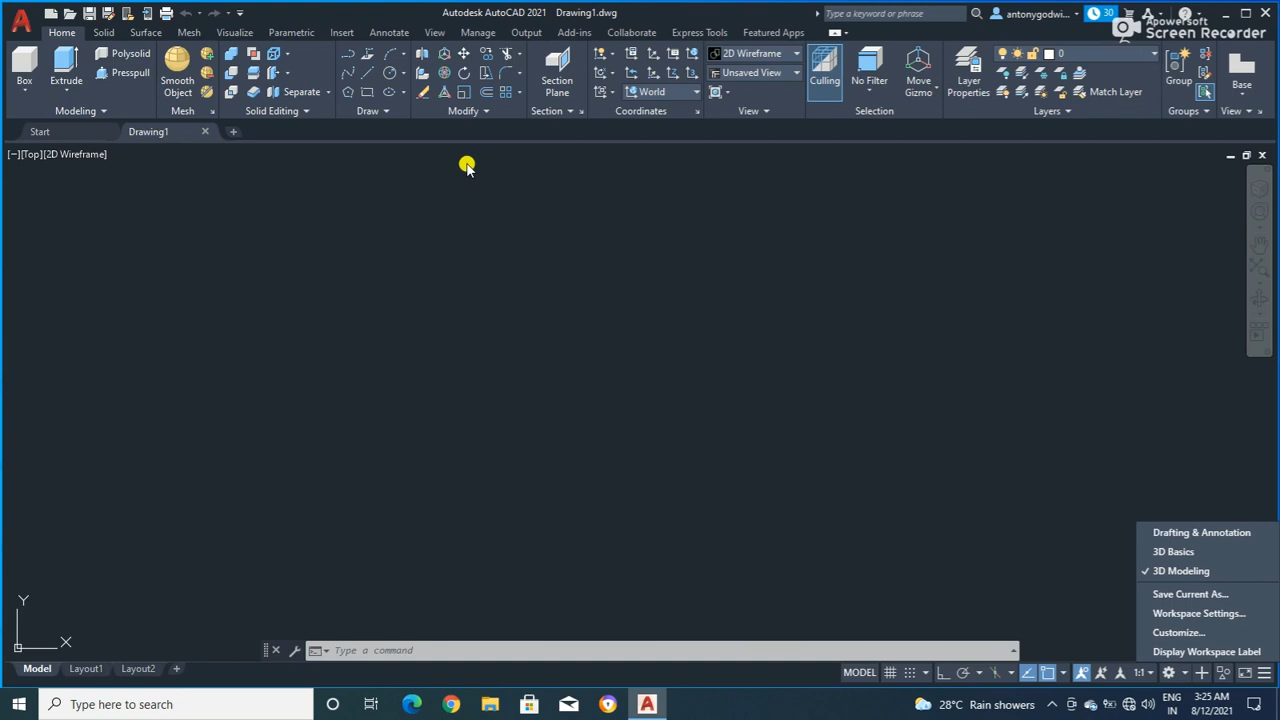 Autodesk AutoCAD 2021 Drawing1.dwg
Type a keyword or phrase
antonygodwi...
30
Apowersoft
Screen Recorder
Home Solid Surface Mesh Visualize Parametric Insert Annotate View Manage Output Add-ins Collaborate Express Tools Featured Apps
Box
Extrude
Polysolid
Presspull
Modeling
Smooth
Object
Mesh
Separate
Solid Editing
Draw
Modify
Section
Plane
Section
World
Coordinates
2D Wireframe
Unsaved View
View
Culling
No Filter
Move
Gizmo
Selection
Layer
Properties
0
Match Layer
Layers
Group
Groups
Base
View
Start Drawing1
[−][Top][2D Wireframe]
Drafting & Annotation
3D Basics
3D Modeling
Save Current As...
Workspace Settings...
Customize...
Display Workspace Label
Y
X
Type a command
Model Layout1 Layout2
MODEL
1:1
Type here to search
28°C Rain showers
ENG
IN
3:25 AM
8/12/2021